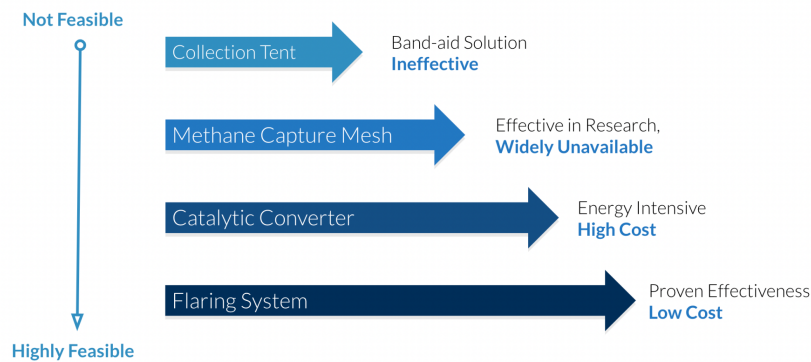 Not Feasible
Collection Tent
Band-aid Solution
Ineffective
Methane Capture Mesh
Effective in Research,
Widely Unavailable
Catalytic Converter
Energy Intensive
High Cost
Flaring System
Proven Effectiveness
Low Cost
Highly Feasible